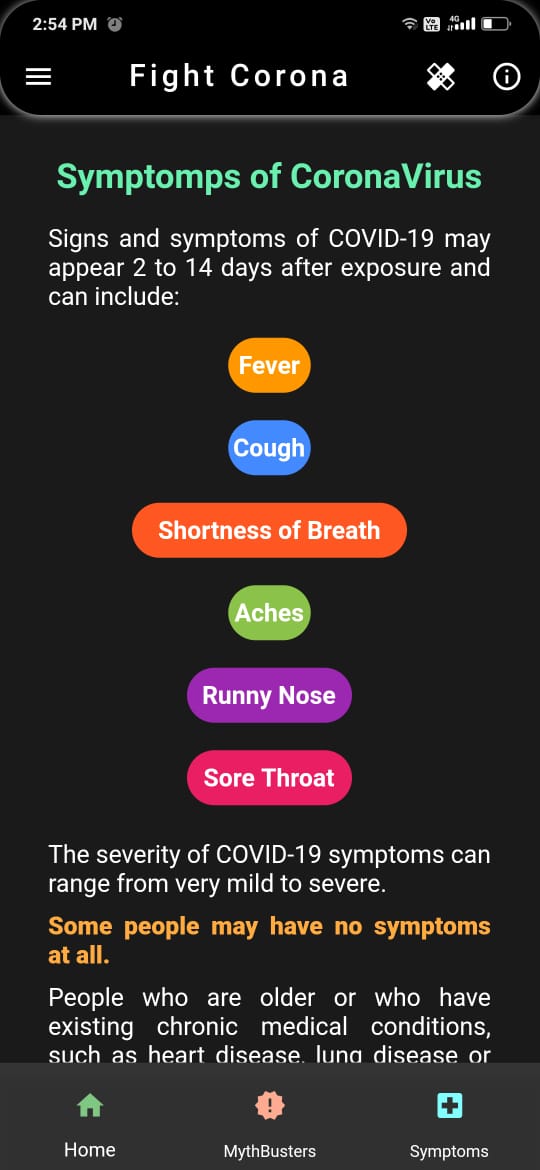 2:54 PM
Vo LTE 4G
Fight Corona
Symptomps of CoronaVirus
Signs and symptoms of COVID-19 may
appear 2 to 14 days after exposure and
can include:
Fever
Cough
Shortness of Breath
Aches
Runny Nose
Sore Throat
The severity of COVID-19 symptoms can
range from very mild to severe.
Some people may have no symptoms
at all.
People who are older or who have
existing chronic medical conditions,
such as heart disease, lung disease or
Home MythBusters Symptoms